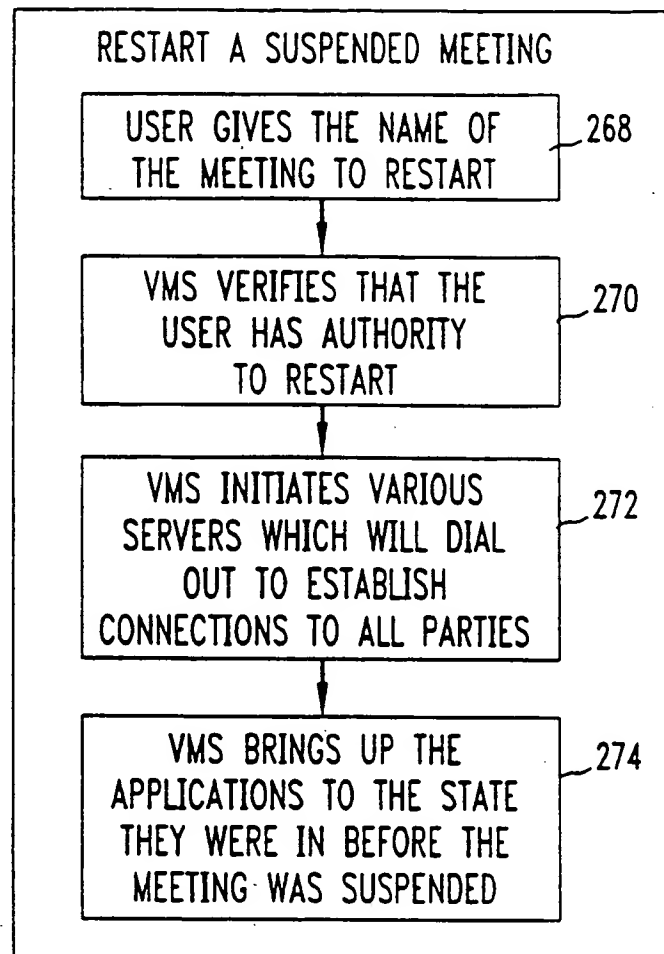 RESTART A SUSPENDED MEETING
USER GIVES THE NAME OF
THE MEETING TO RESTART
268
VMS VERIFIES THAT THE
USER HAS AUTHORITY
TO RESTART
270
VMS INITIATES VARIOUS
SERVERS WHICH WILL DIAL
OUT TO ESTABLISH
CONNECTIONS TO ALL PARTIES
272
VMS BRINGS UP THE
APPLICATIONS TO THE STATE
THEY WERE IN BEFORE THE
MEETING WAS SUSPENDED
274